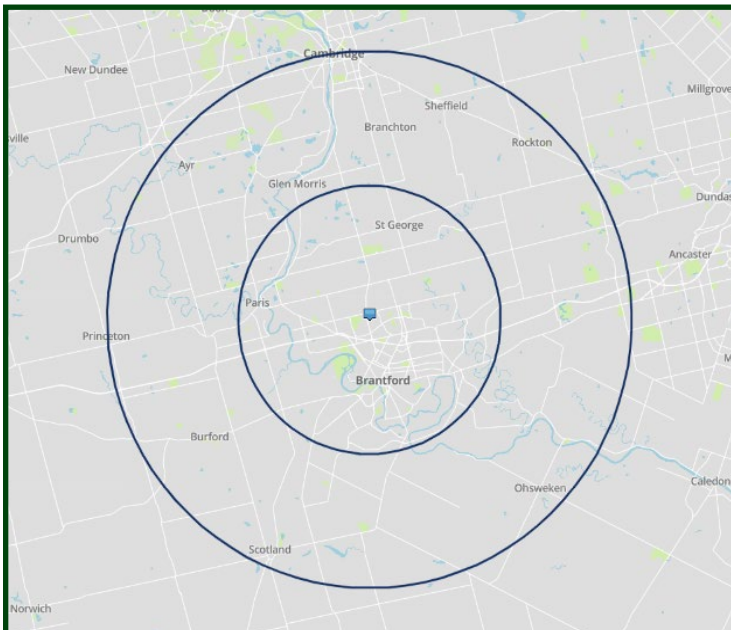 Cambridge
New Dundee
Millgrove
Sheffield
Branchton
ville
Rockton
Ayr
Glen Morris
Dundas
St George
Drumbo
Ancaster
Paris
Princeton
Brantford
Burford
Caledon
Ohsweken
Scotland
Norwich